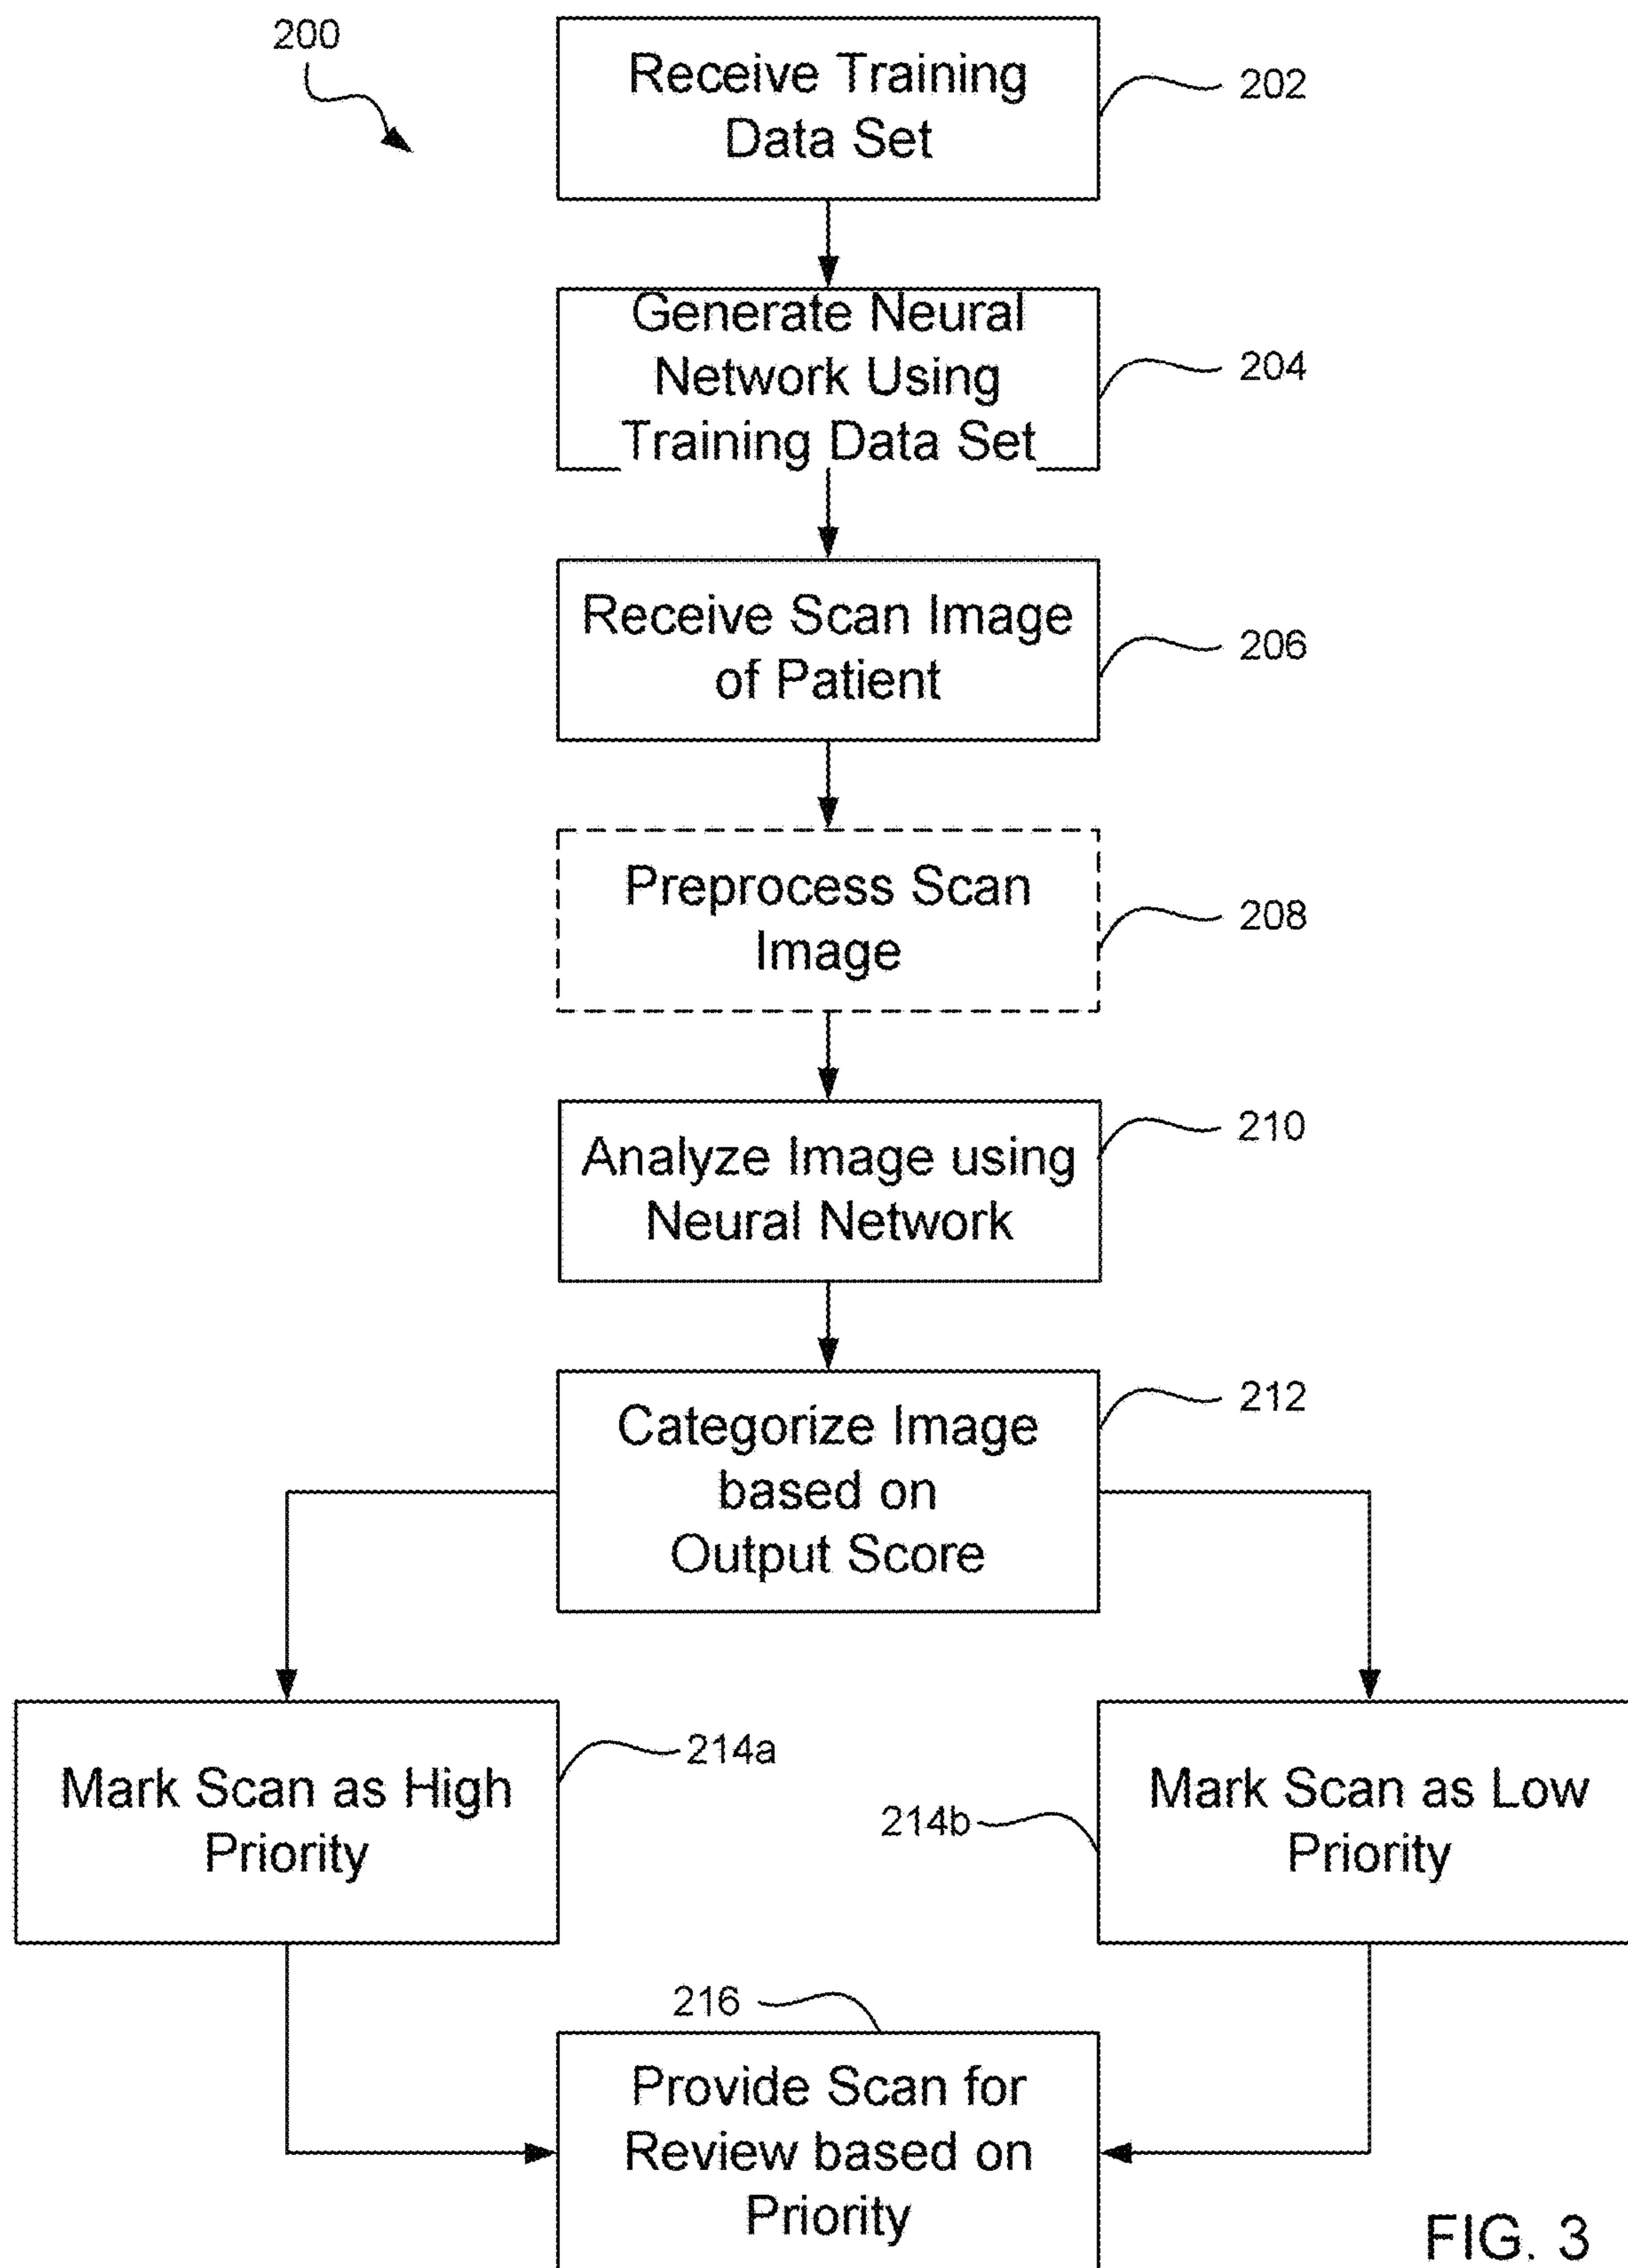 200
Receive Training
Data Set
202
Generate Neural
Network Using
Training Data Set
204
Receive Scan Image
of Patient
206
Preprocess Scan
Image
208
Analyze Image using
Neural Network
210
Categorize Image
based on
Output Score
212
Mark Scan as High
Priority
214a
214b
Mark Scan as Low
Priority
216
Provide Scan for
Review based on
Priority
FIG. 3